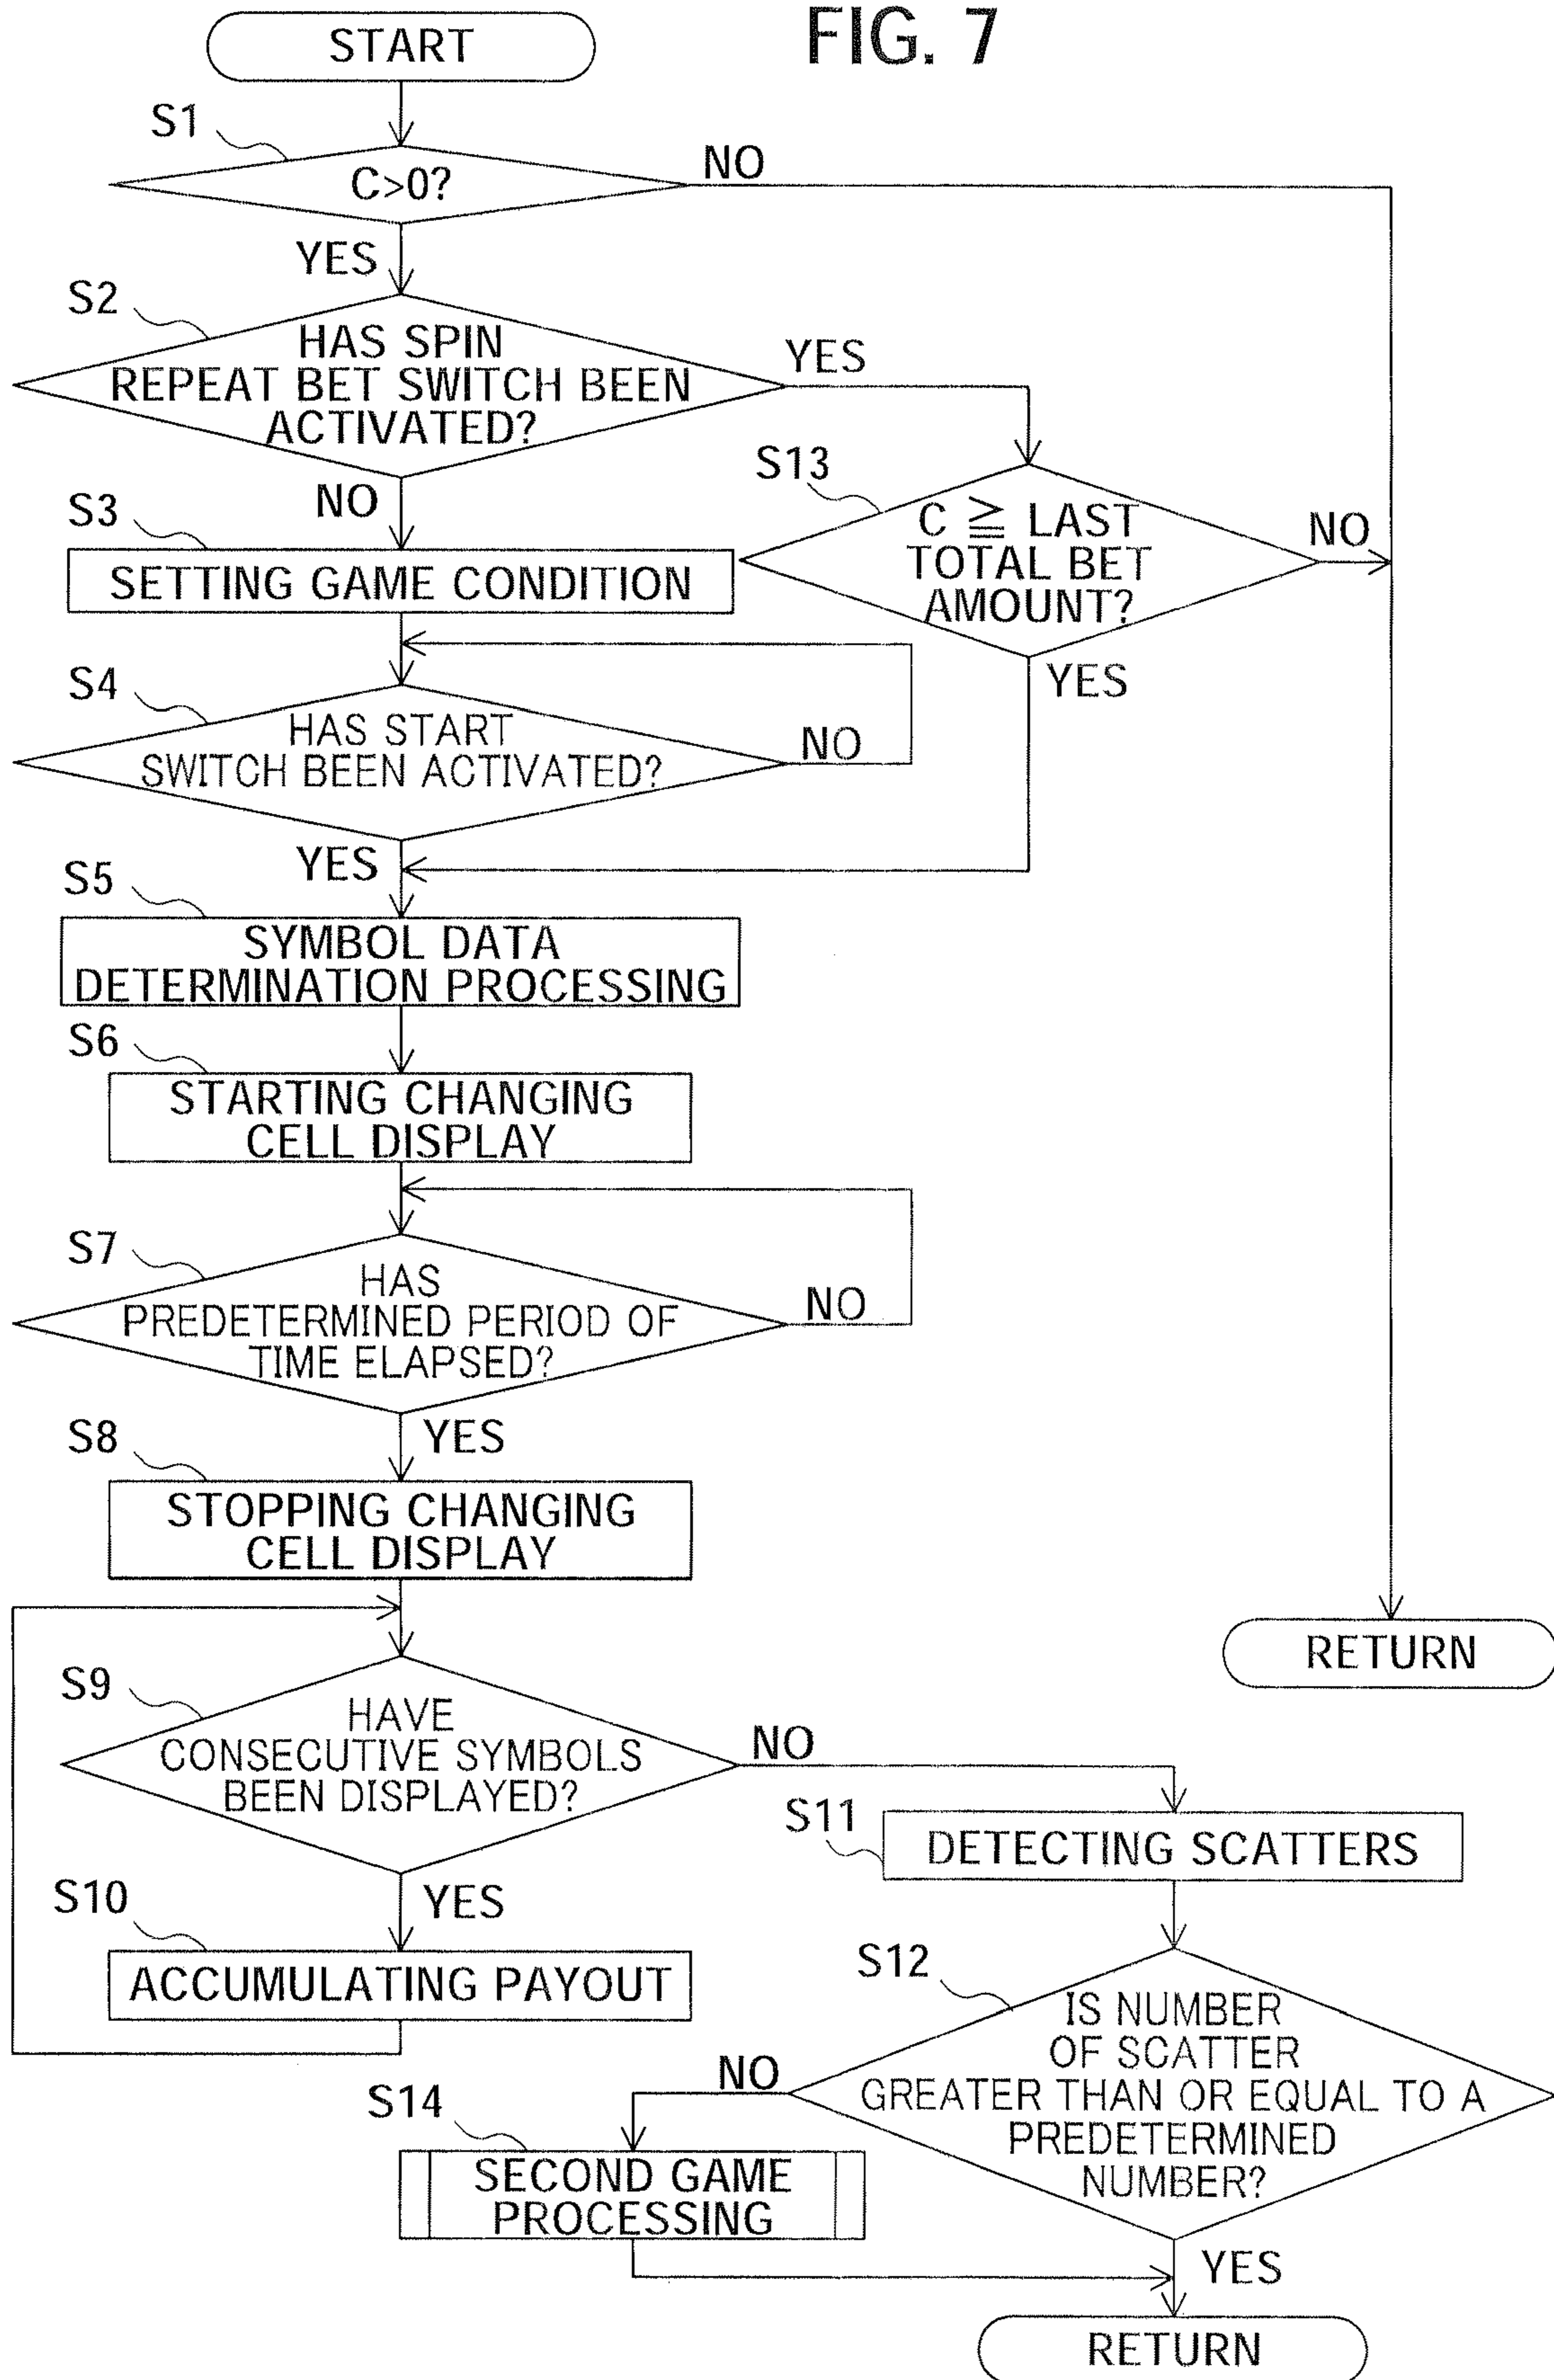 FIG. 7
START
S1
C>0?
NO
YES
S2
HAS SPIN
REPEAT BET SWITCH BEEN
ACTIVATED?
YES
NO
S13
C ≧ LAST
TOTAL BET
AMOUNT?
NO
YES
S3
SETTING GAME CONDITION
S4
HAS START
SWITCH BEEN ACTIVATED?
NO
YES
S5
SYMBOL DATA
DETERMINATION PROCESSING
S6
STARTING CHANGING
CELL DISPLAY
S7
HAS
PREDETERMINED PERIOD OF
TIME ELAPSED?
NO
YES
S8
STOPPING CHANGING
CELL DISPLAY
RETURN
S9
HAVE
CONSECUTIVE SYMBOLS
BEEN DISPLAYED?
NO
YES
S10
ACCUMULATING PAYOUT
S11
DETECTING SCATTERS
S12
IS NUMBER
OF SCATTER
GREATER THAN OR EQUAL TO A
PREDETERMINED
NUMBER?
NO
S14
SECOND GAME
PROCESSING
YES
RETURN